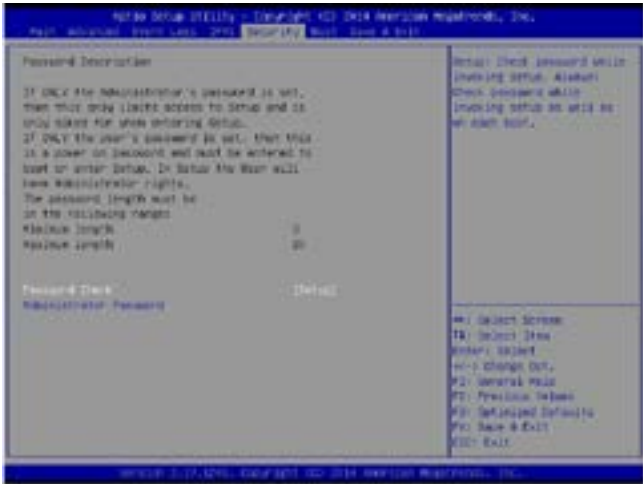 Aptio Setup Utility - Copyright (C) 2014 American Megatrends, Inc.
Main Advanced Event Logs IPMI Security Boot Save & Exit
Password Description
If ONLY the Administrator's password is set,
then this only limits access to Setup and is
only asked for when entering Setup.
If ONLY the user's password is set, then this
is a power on password and must be entered to
boot or enter Setup. In Setup the User will
have Administrator rights.
The password length must be
in the following range:
Minimum length 3
Maximum length 20
Password Check [Setup]
Administrator Password
Setup: Check password while
invoking setup. Always:
Check password while
invoking setup as well as
on each boot.
Select Screen
Select Item
Enter: Select
+/-: Change Opt.
F1: General Help
F2: Previous Values
F3: Optimized Defaults
F4: Save & Exit
ESC: Exit
Version 2.17.1249. Copyright (C) 2014 American Megatrends, Inc.